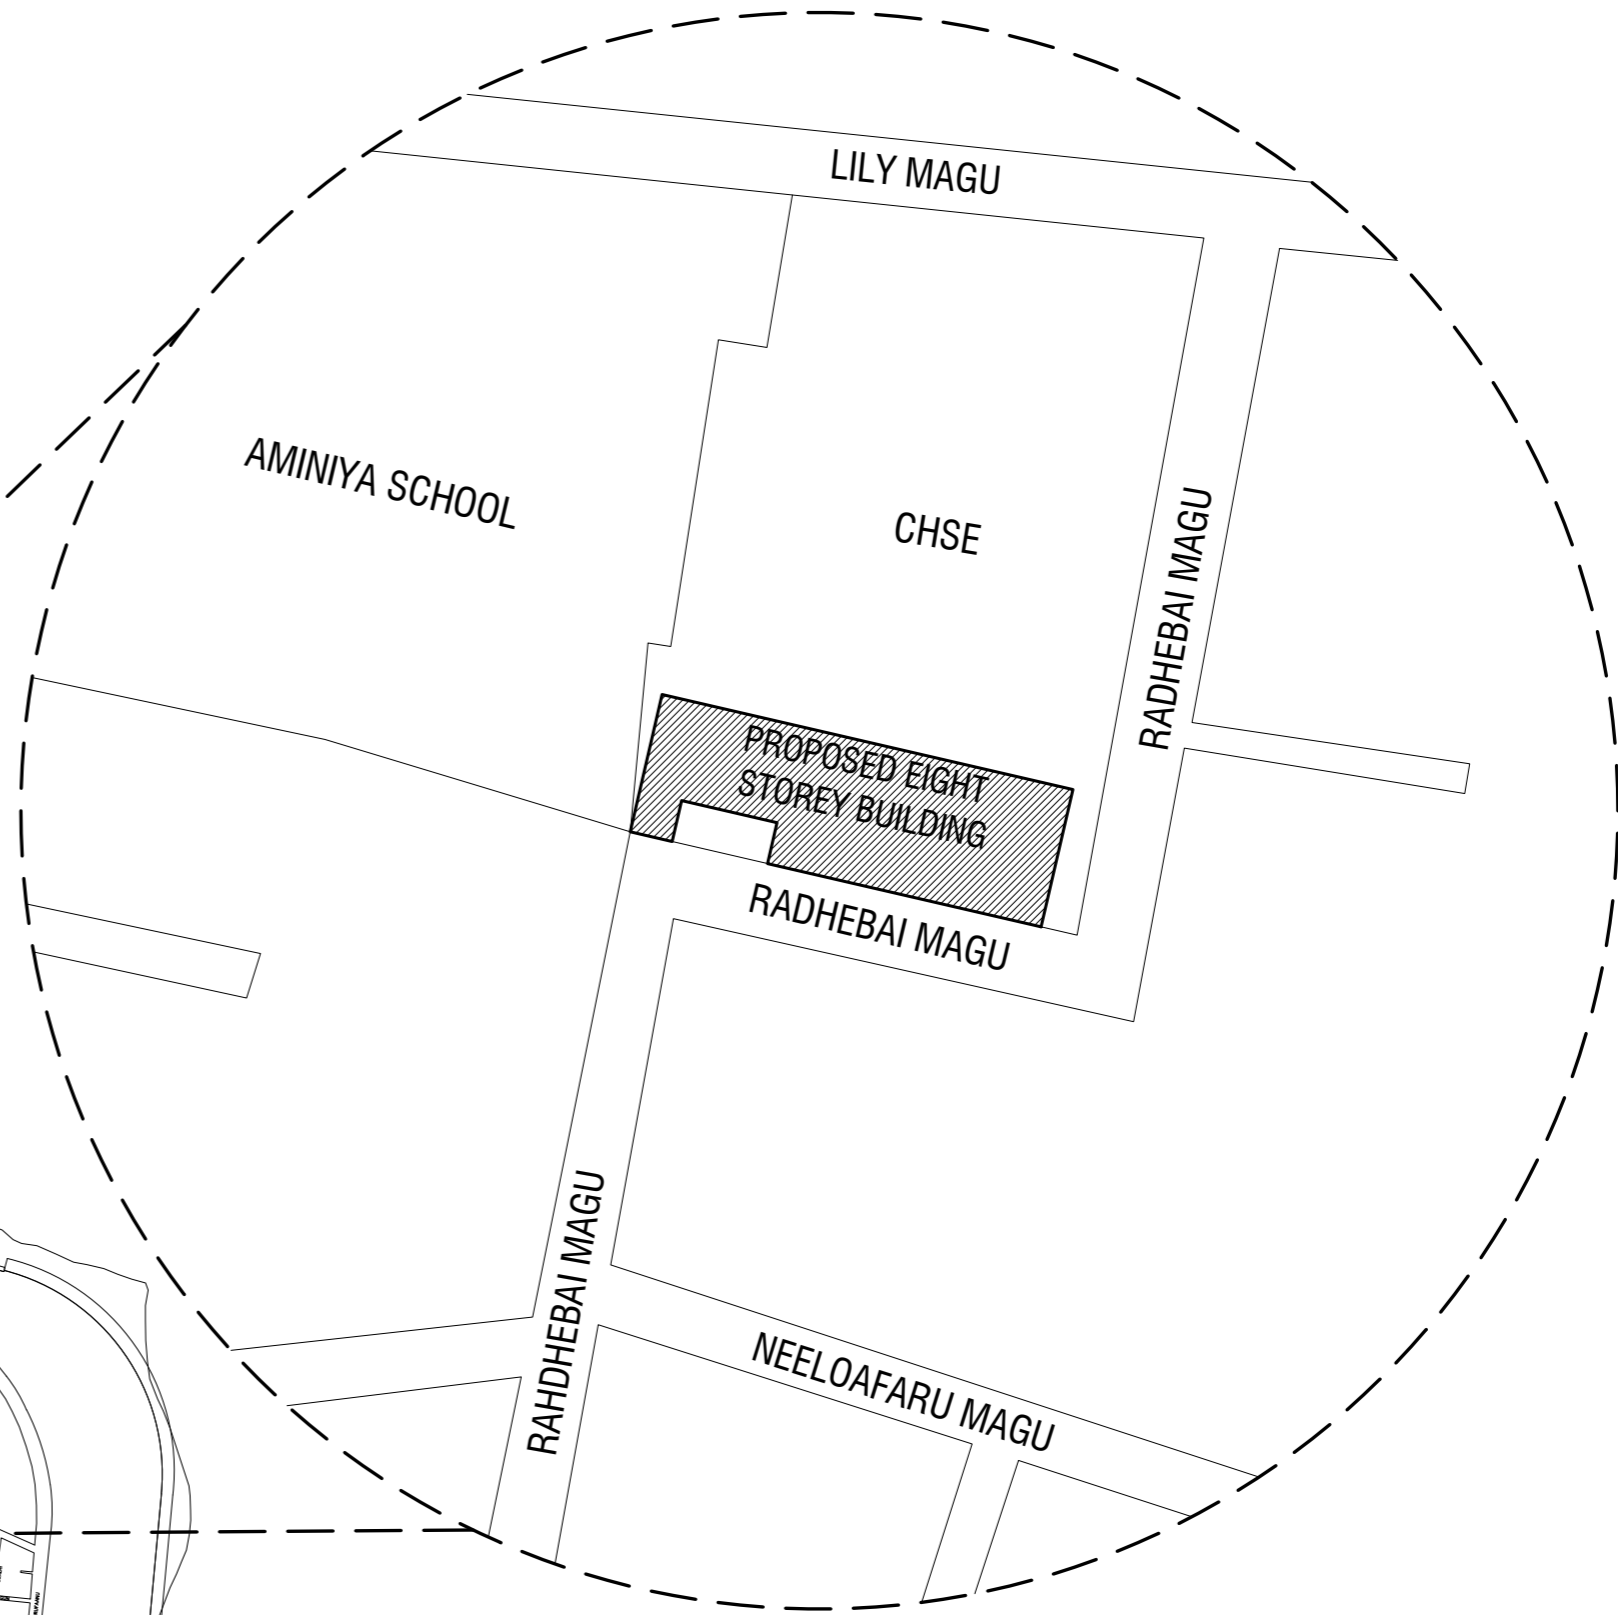 LILY MAGU
AMINIYA SCHOOL
CHSE
RADHEBAI MAGU
PROPOSED EIGHT
STOREY BUILDING
RADHEBAI MAGU
RAHDHEBAI MAGU
NEELOAFARU MAGU